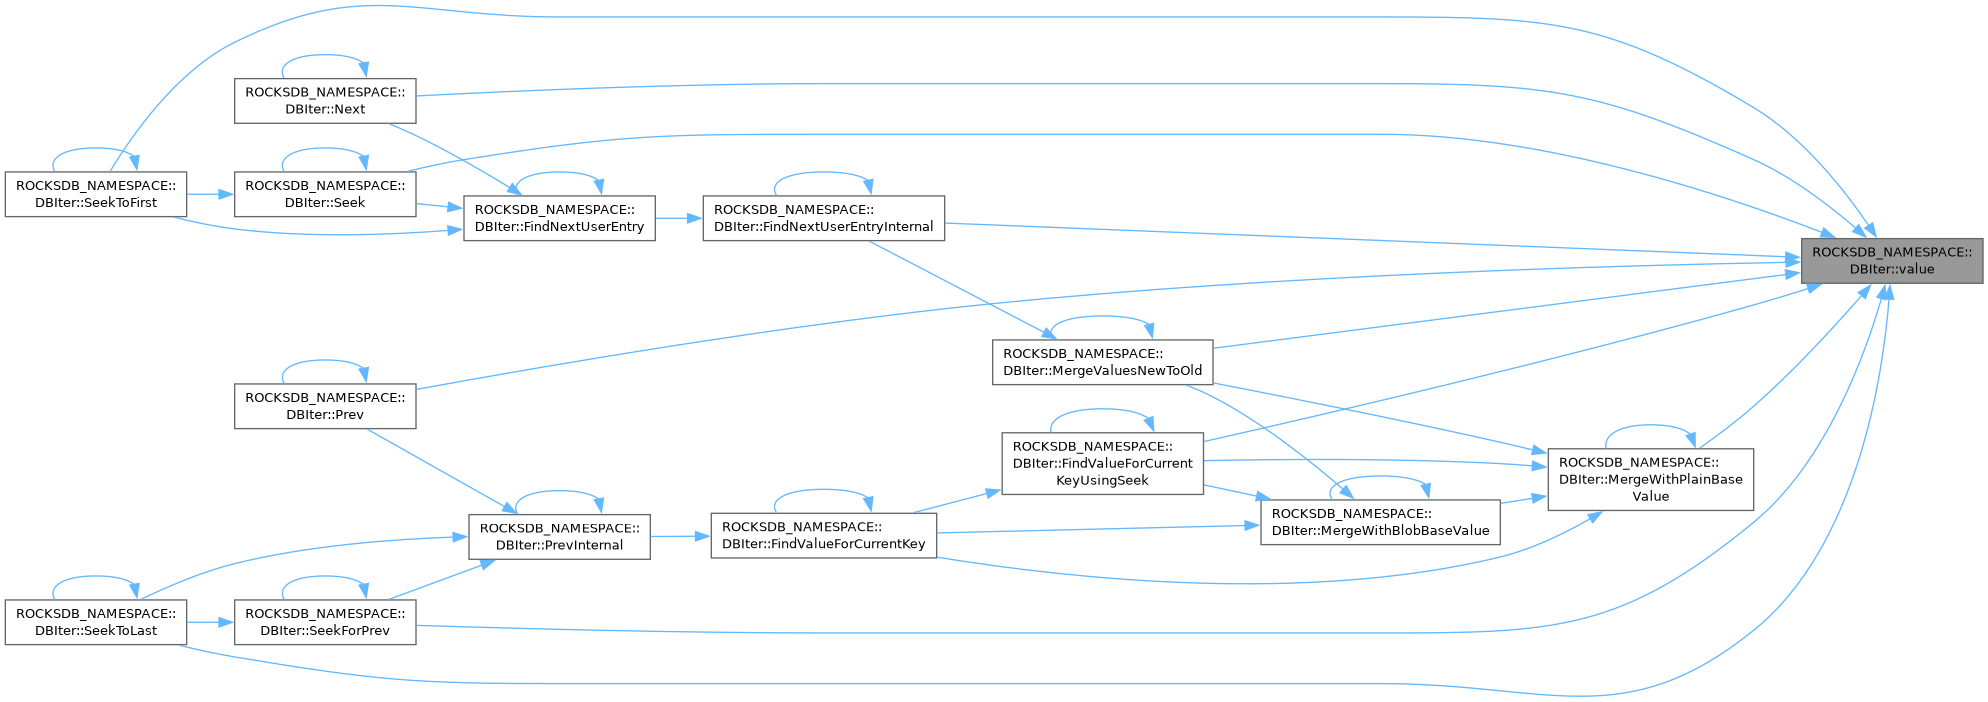 ROCKSDB_NAMESPACE::
DBIter::Next
ROCKSDB_NAMESPACE::
DBIter::SeekToFirst
ROCKSDB_NAMESPACE::
DBIter::Seek
ROCKSDB_NAMESPACE::
DBIter::FindNextUserEntry
ROCKSDB_NAMESPACE::
DBIter::FindNextUserEntryInternal
ROCKSDB_NAMESPACE::
DBIter::value
ROCKSDB_NAMESPACE::
DBIter::MergeValuesNewToOld
ROCKSDB_NAMESPACE::
DBIter::Prev
ROCKSDB_NAMESPACE::
DBIter::FindValueForCurrent
KeyUsingSeek
ROCKSDB_NAMESPACE::
DBIter::MergeWithPlainBase
Value
ROCKSDB_NAMESPACE::
DBIter::MergeWithBlobBaseValue
ROCKSDB_NAMESPACE::
DBIter::FindValueForCurrentKey
ROCKSDB_NAMESPACE::
DBIter::PrevInternal
ROCKSDB_NAMESPACE::
DBIter::SeekToLast
ROCKSDB_NAMESPACE::
DBIter::SeekForPrev